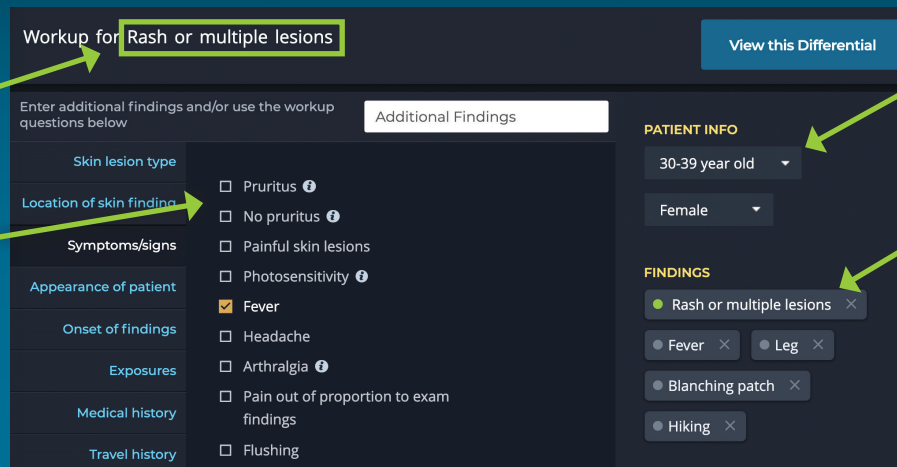 Workup for Rash or multiple lesions
View this Differential
Enter additional findings and/or use the workup
questions below
Additional Findings
Skin lesion type
Location of skin finding
Symptoms/signs
Appearance of patient
Onset of findings
Exposures
Medical history
Travel history
Pruritus
No pruritus
Painful skin lesions
Photosensitivity
Fever
Headache
Arthralgia
Pain out of proportion to exam
findings
Flushing
PATIENT INFO
30-39 year old
Female
FINDINGS
Rash or multiple lesions
Fever
Leg
Blanching patch
Hiking